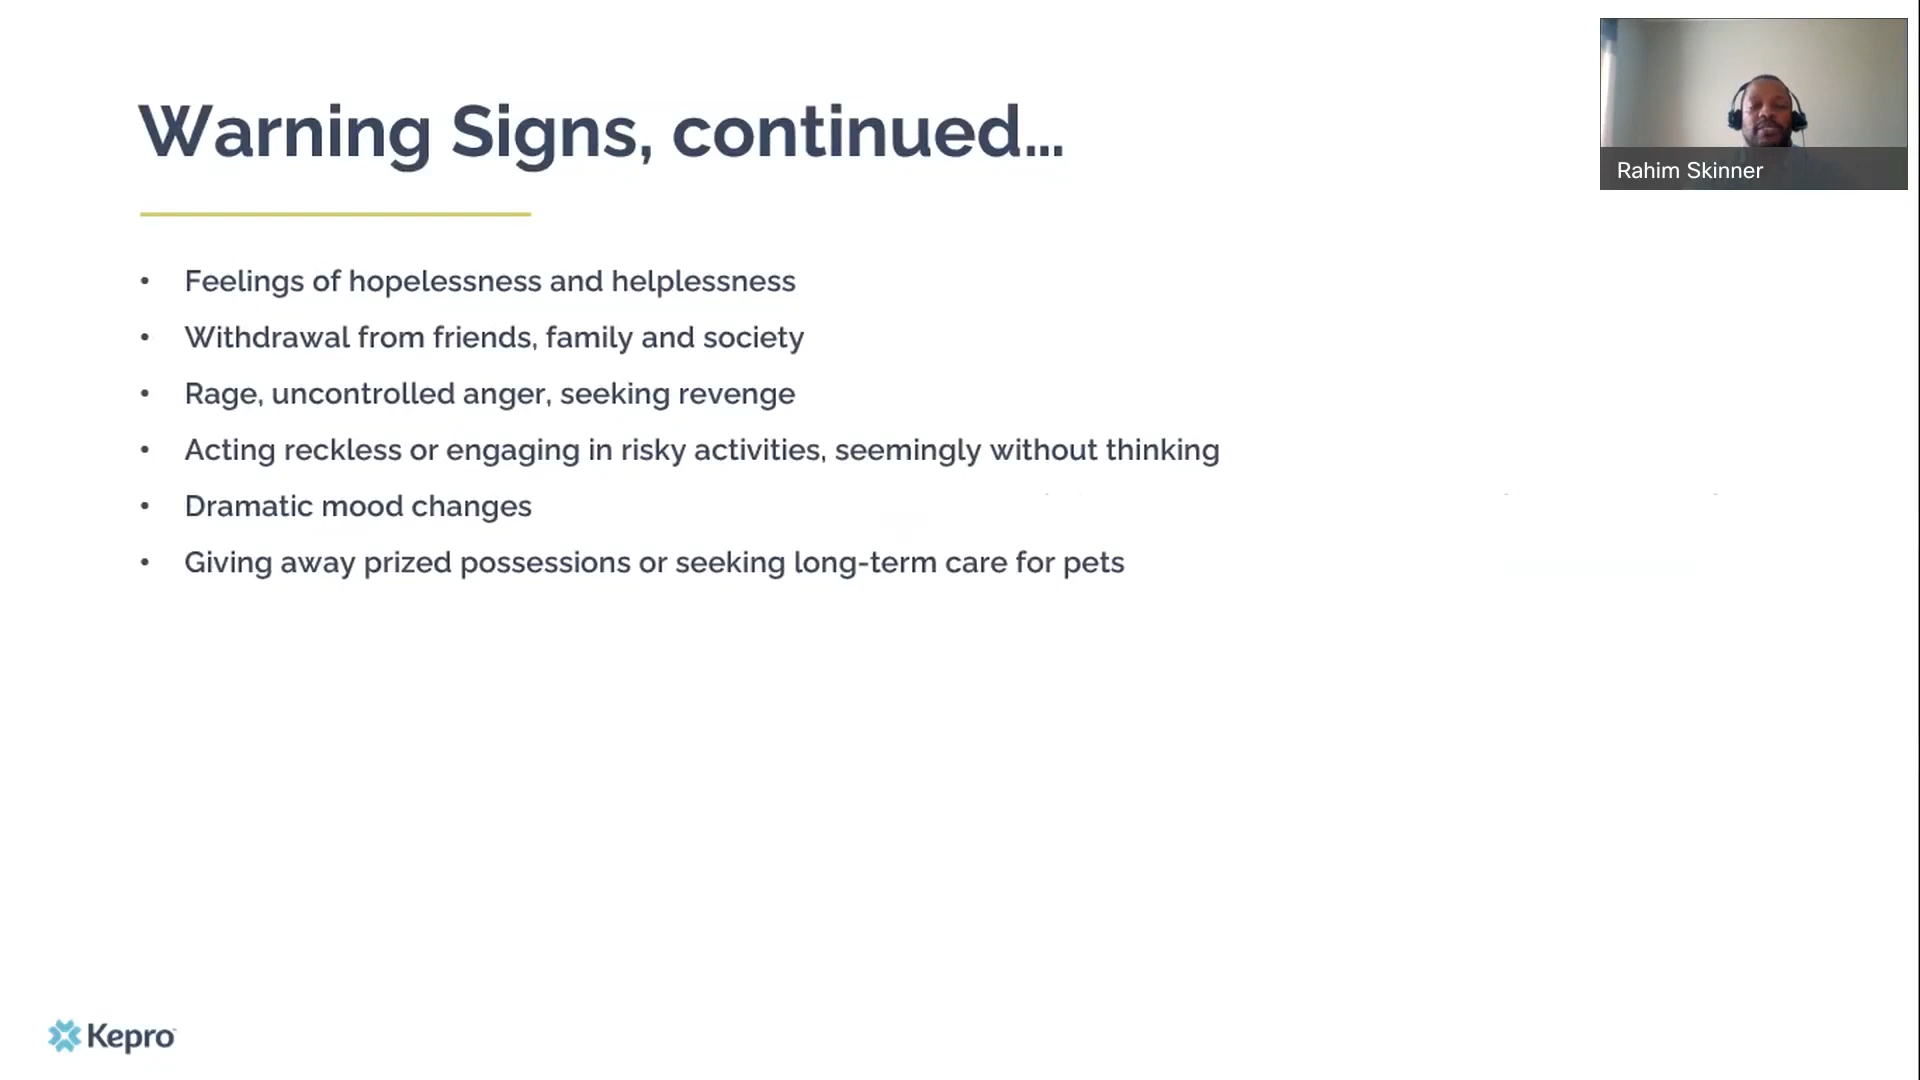 Warning Signs, continued...
Rahim Skinner
• Feelings of hopelessness and helplessness
• Withdrawal from friends, family and society
• Rage, uncontrolled anger, seeking revenge
• Acting reckless or engaging in risky activities, seemingly without thinking
• Dramatic mood changes
• Giving away prized possessions or seeking long-term care for pets
Kepro